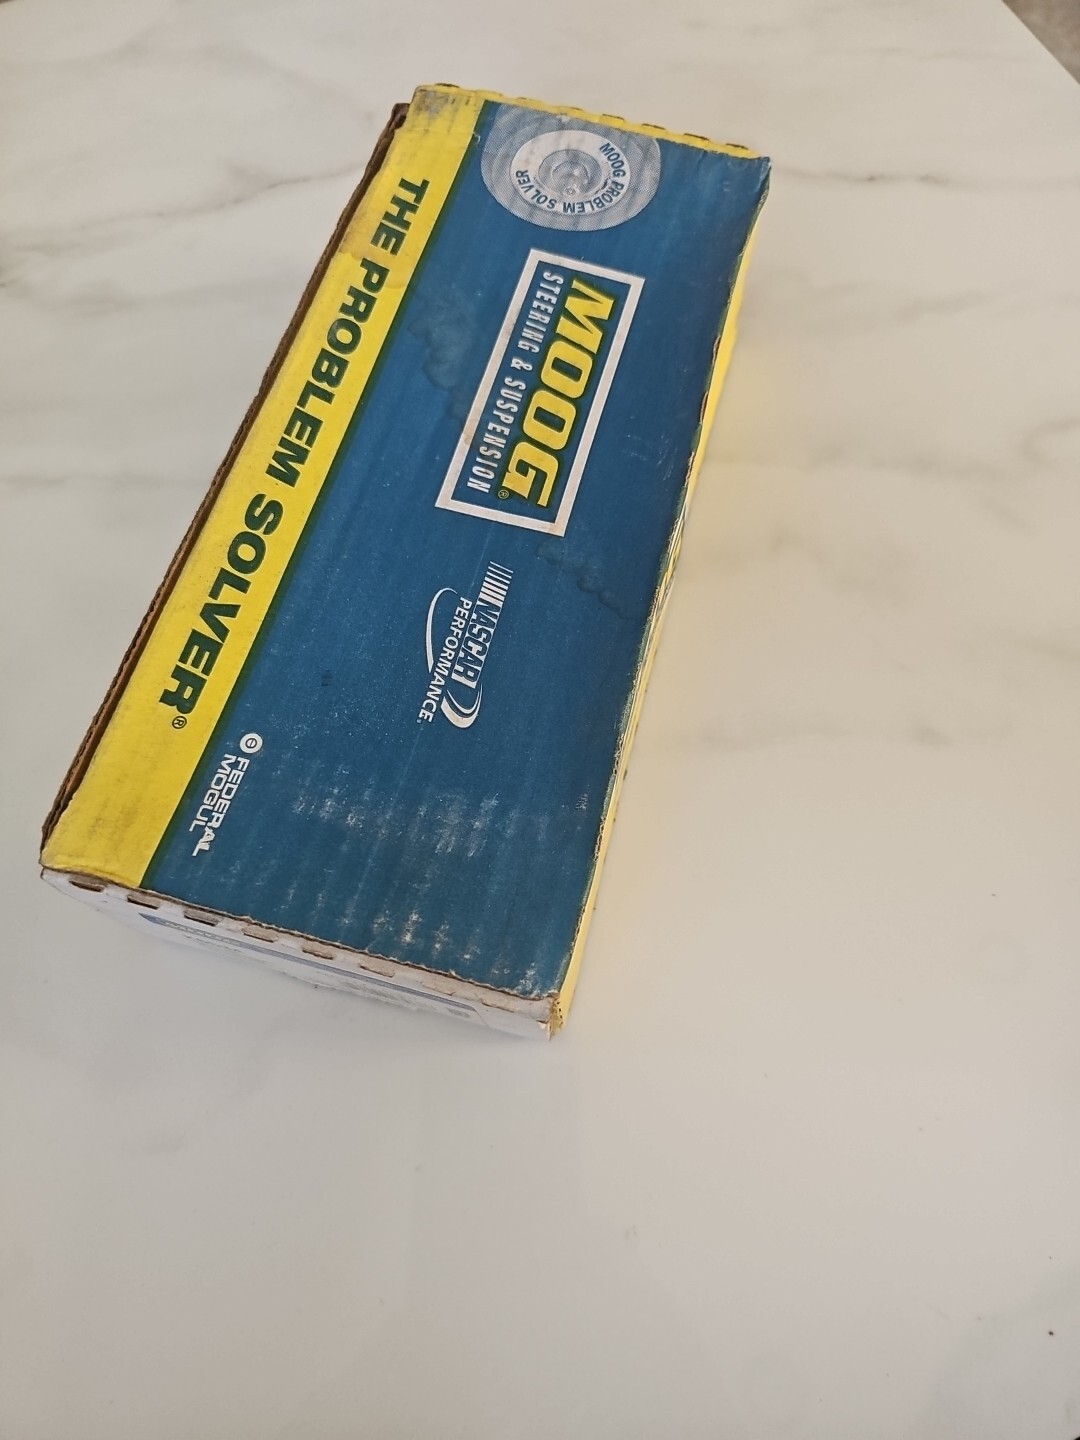 MOOG PROBLEM SOLVER
MOOG®
STEERING & SUSPENSION
NASCAR
PERFORMANCE.
THE PROBLEM SOLVER®
FEDERAL
MOGUL